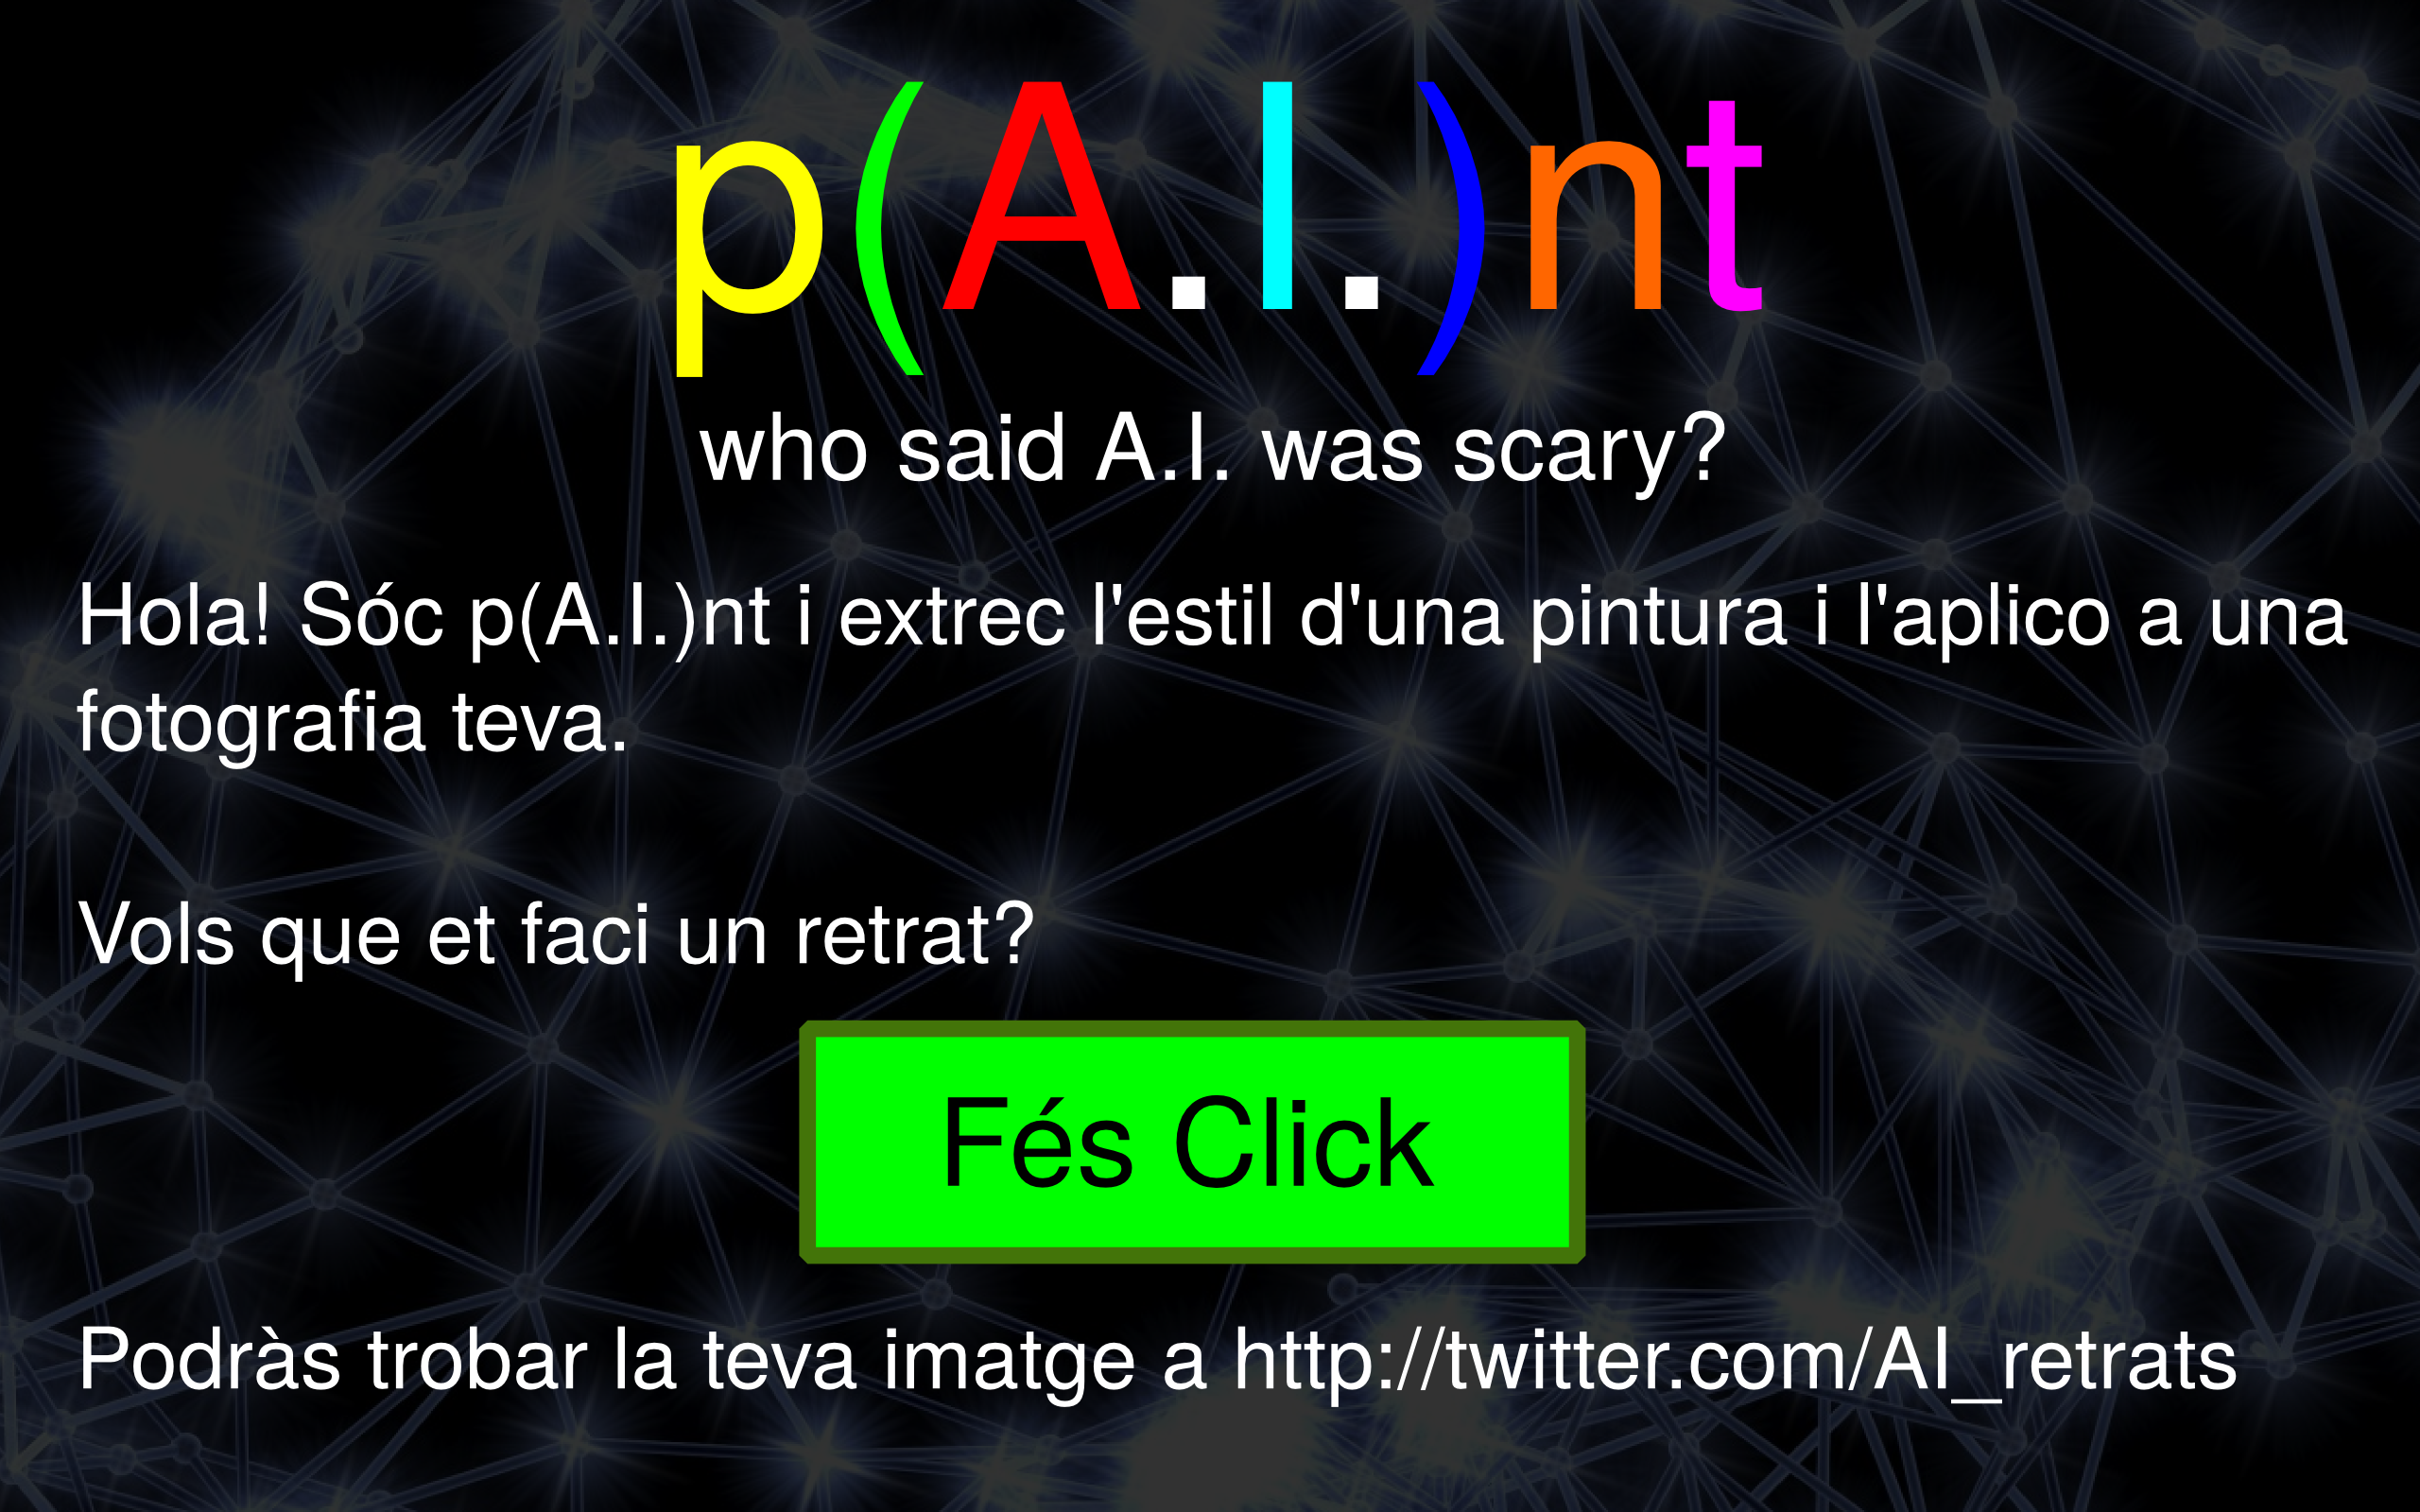 p(A.I.)nt
who said A.I. was scary?
Hola! Sóc p(A.I.)nt i extrec l'estil d'una pintura i l'aplico a una
fotografia teva.
Vols que et faci un retrat?
Fés Click
Podràs trobar la teva imatge a http://twitter.com/AI_retrats